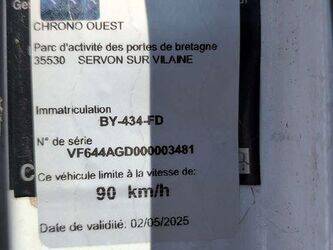 Ge
CHRONO OUEST
Parc d'activité des portes de bretagne
35530 SERVON SUR VILAINE
Immatriculation
BY-434-FD
N° de série
VF644AGD000003481
Ce véhicule limité à la vitesse de:
90 km/h
Date de validité: 02/05/2025